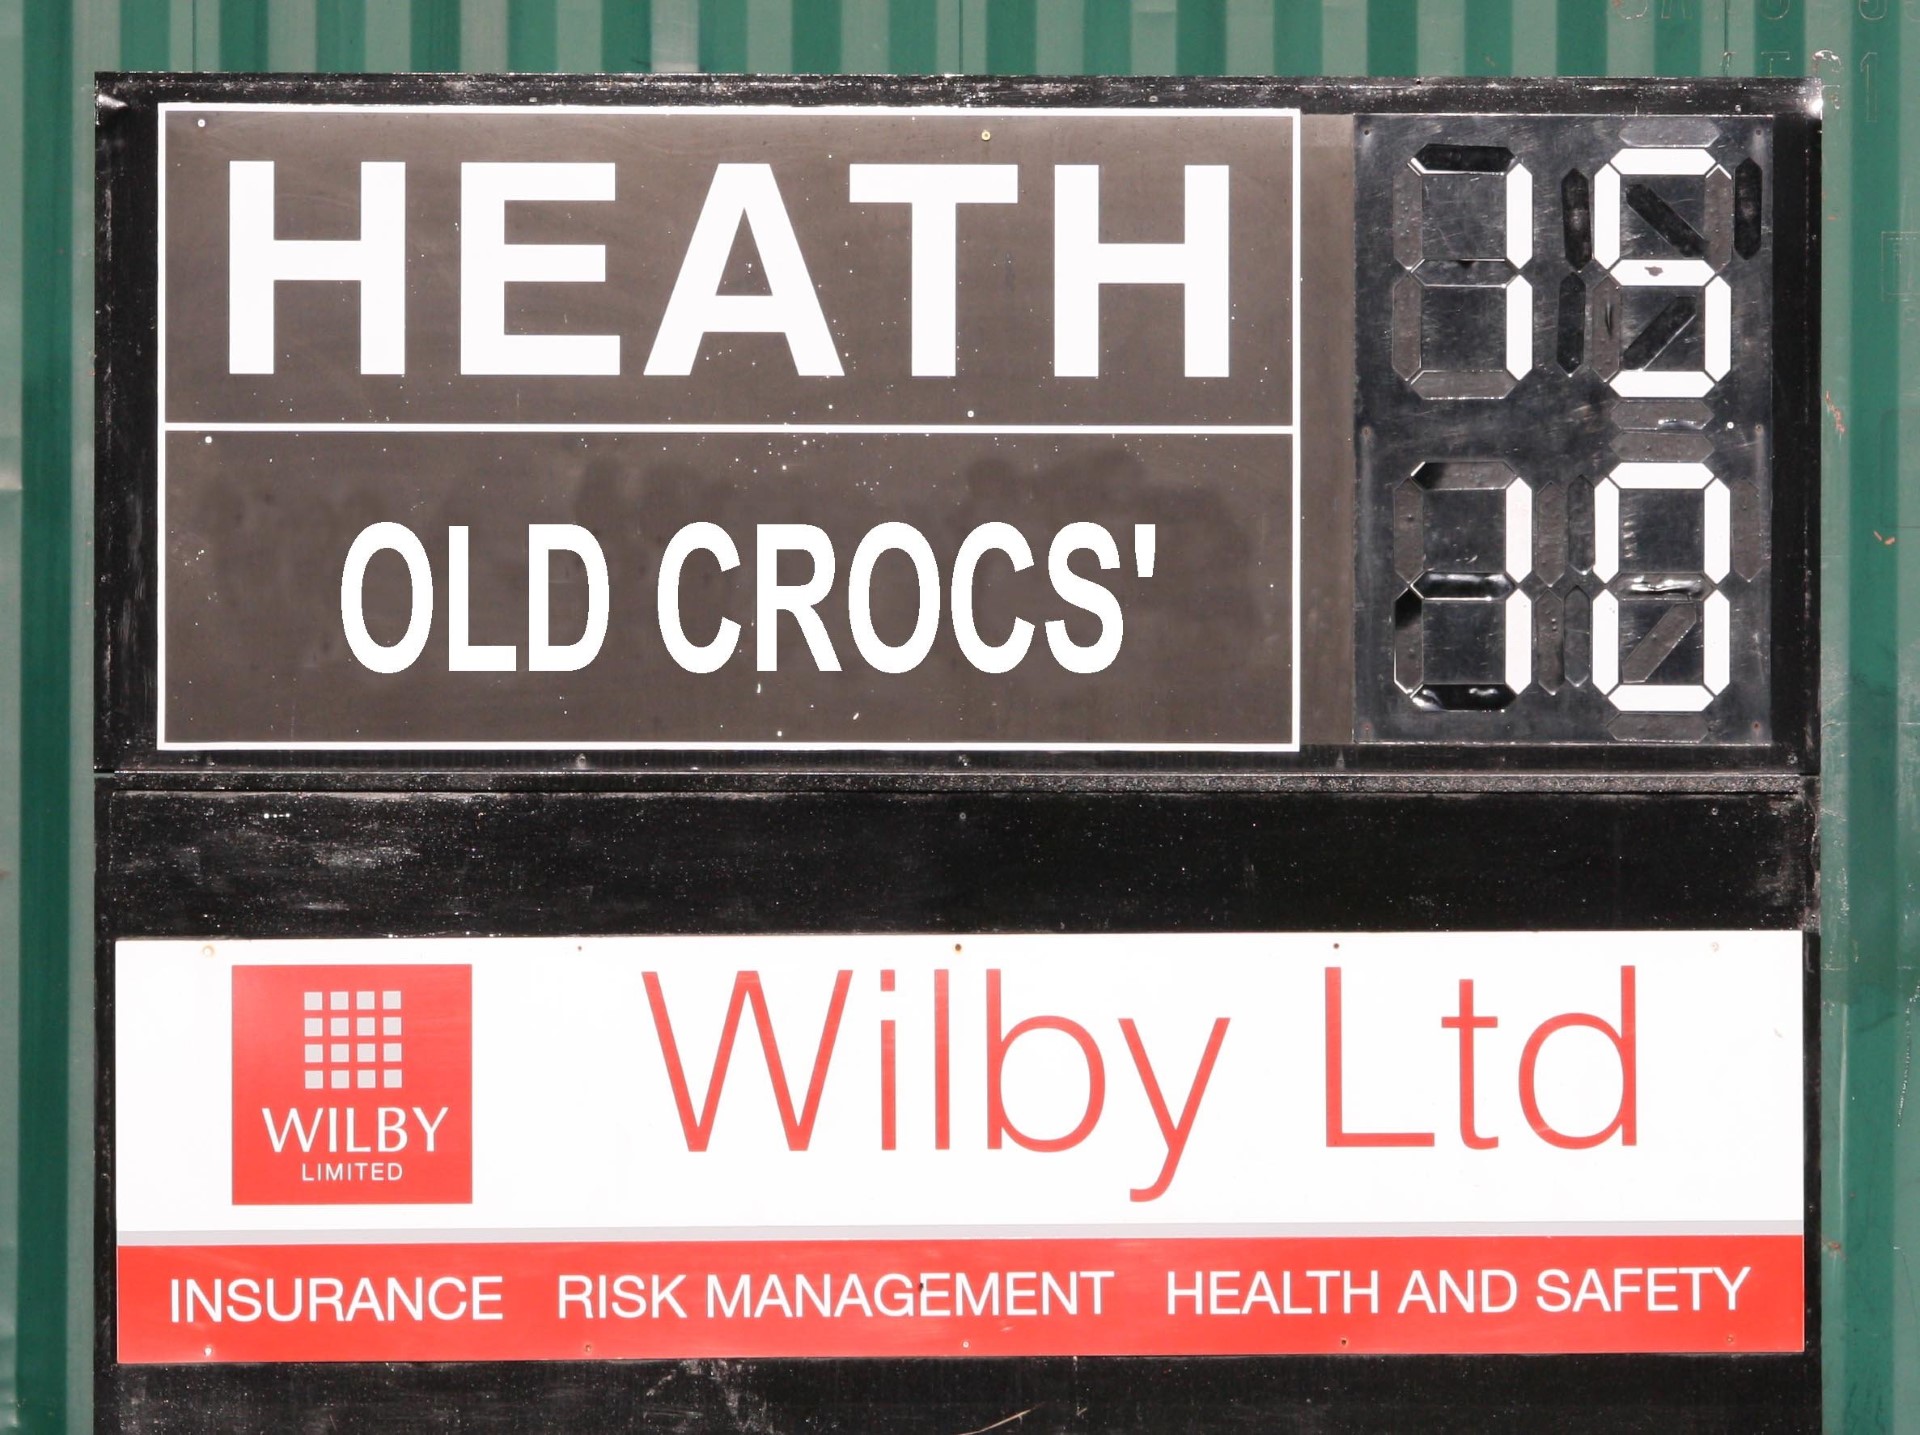 HEATH 15
OLD CROCS' 10
WILBY
LIMITED
Wilby Ltd
INSURANCE RISK MANAGEMENT HEALTH AND SAFETY